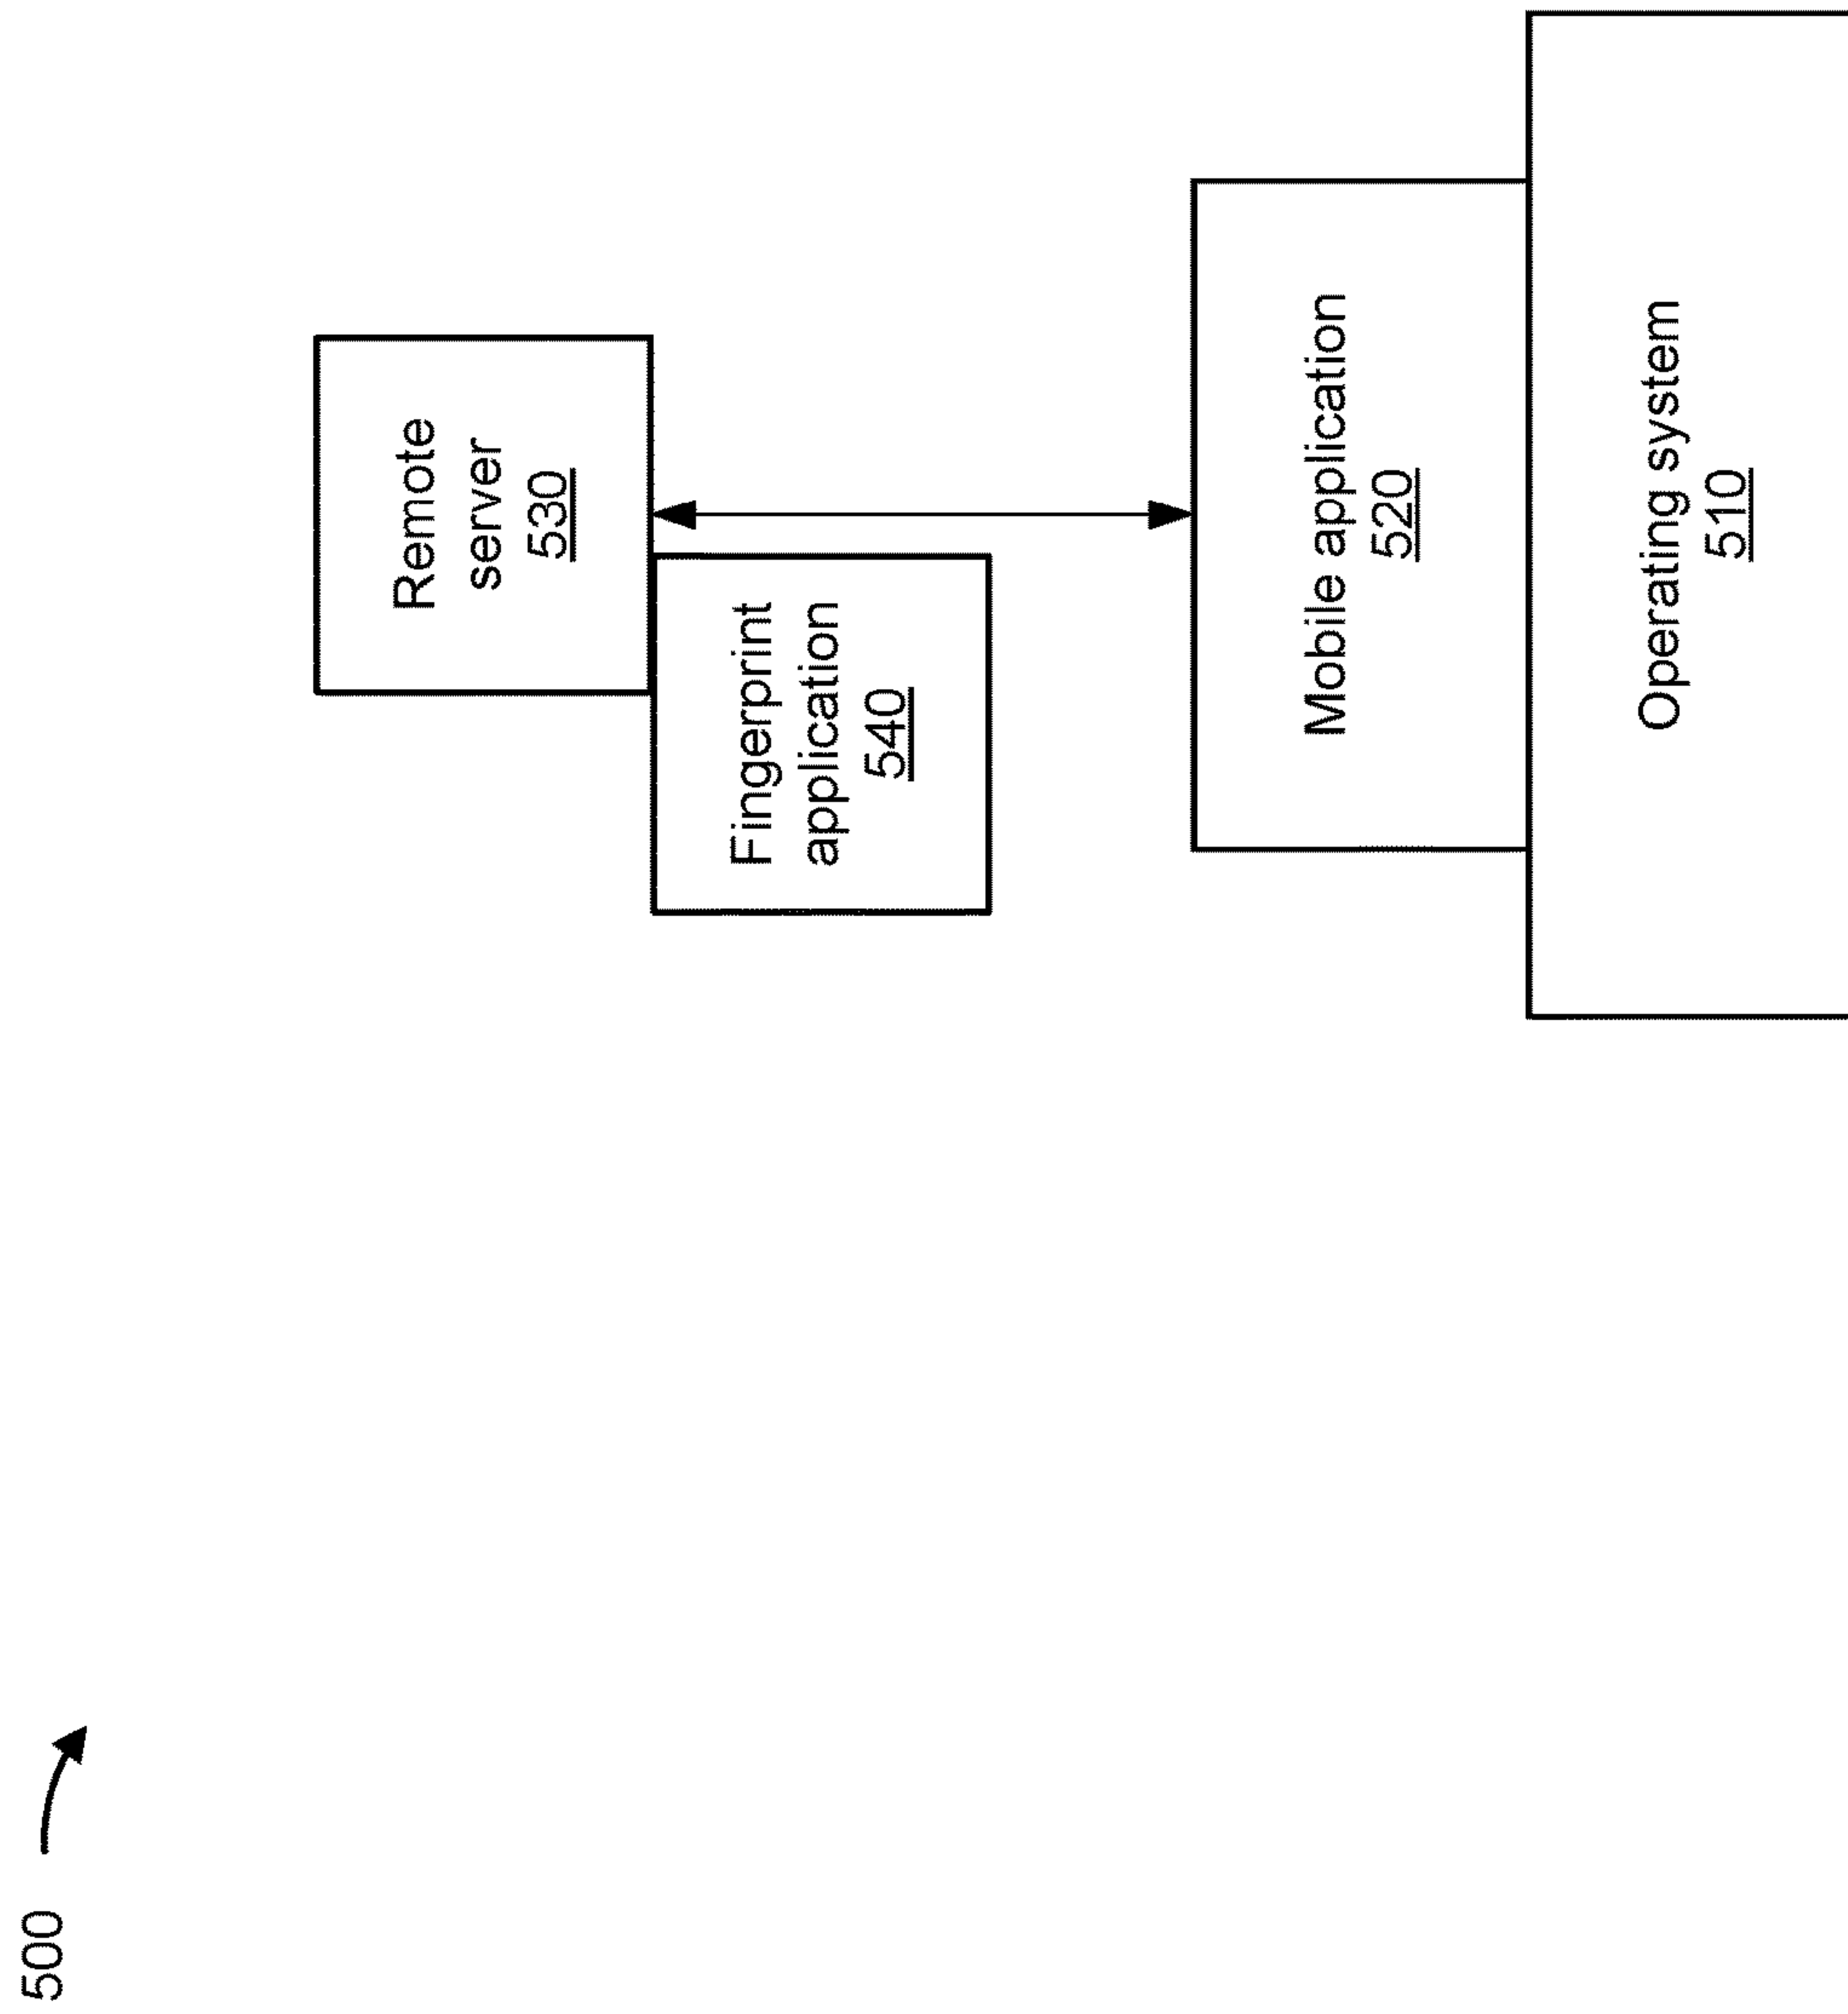 500
Remote
server
530
Fingerprint
application
540
Mobile application
520
Operating system
510